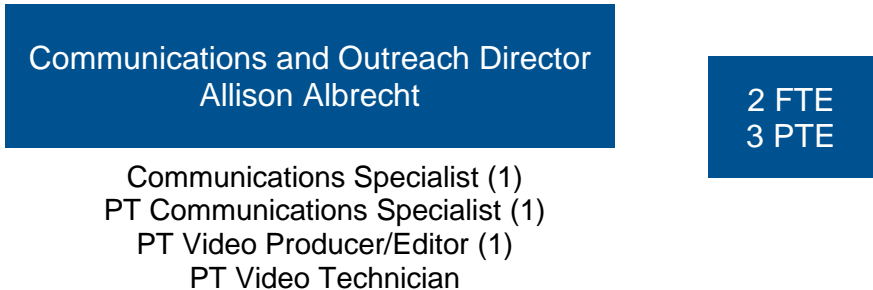 Communications and Outreach Director
Allison Albrecht
2 FTE
3 PTE
Communications Specialist (1)
PT Communications Specialist (1)
PT Video Producer/Editor (1)
PT Video Technician